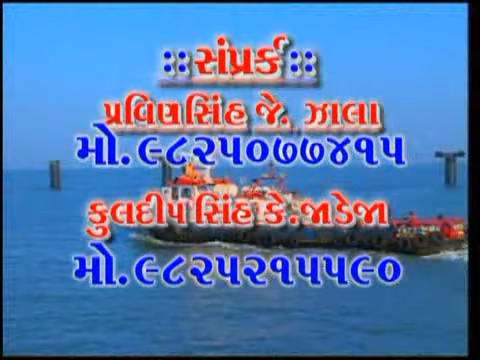 ::સંપ્રર્ક::
પ્રવિણસિંહ જે. ઝાલા
મો.૯૮૨૫૦૭૭૪૧૫
કુલદીપ સિંહ કે.જાડેજા
મો.૯૮૨૫૨૧૫૫૯૦